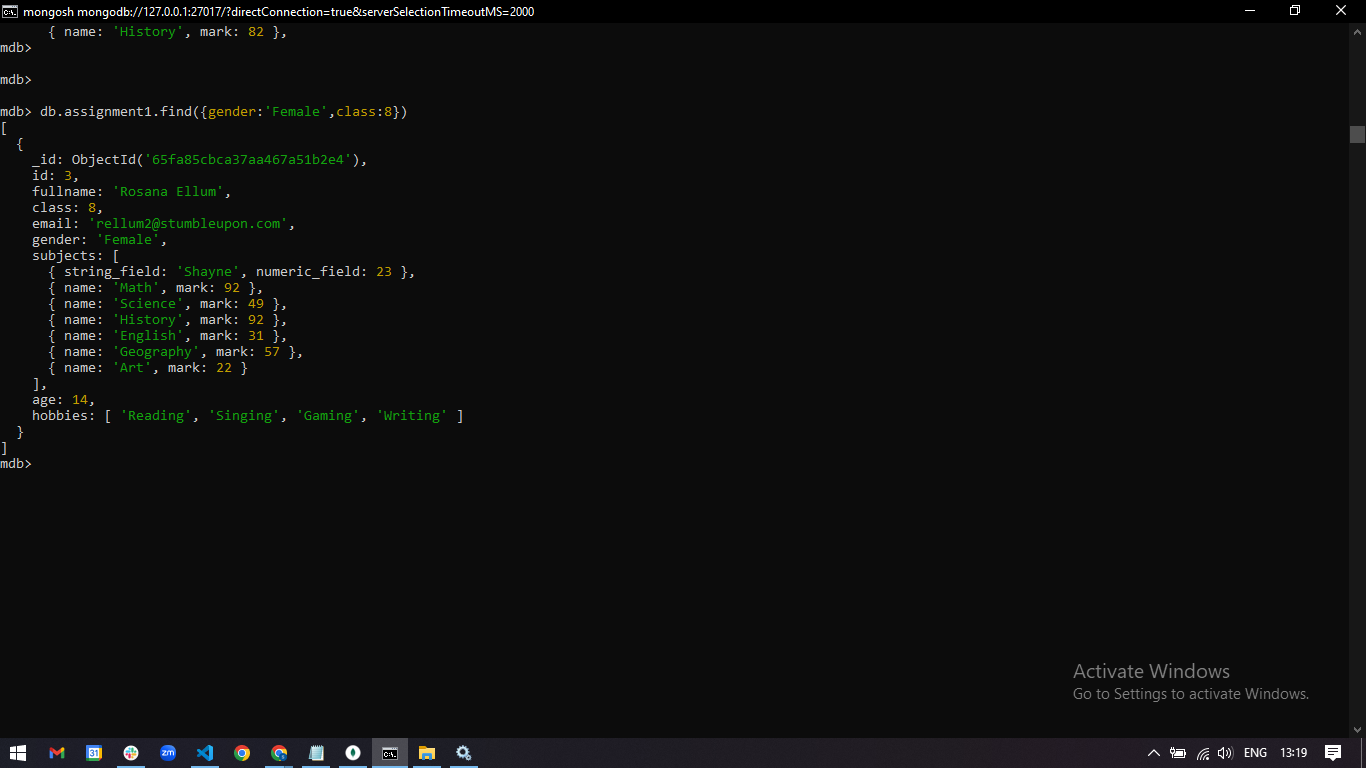 mongosh mongodb://127.0.0.1:27017/?directConnection=true&serverSelectionTimeoutMS=2000
      { name: 'History', mark: 82 },
mdb>
mdb>
mdb> db.assignment1.find({gender:'Female',class:8})
[
  {
    _id: ObjectId('65fa85cbca37aa467a51b2e4'),
    id: 3,
    fullname: 'Rosana Ellum',
    class: 8,
    email: 'rellum2@stumbleupon.com',
    gender: 'Female',
    subjects: [
      { string_field: 'Shayne', numeric_field: 23 },
      { name: 'Math', mark: 92 },
      { name: 'Science', mark: 49 },
      { name: 'History', mark: 92 },
      { name: 'English', mark: 31 },
      { name: 'Geography', mark: 57 },
      { name: 'Art', mark: 22 }
    ],
    age: 14,
    hobbies: [ 'Reading', 'Singing', 'Gaming', 'Writing' ]
  }
]
mdb>
Activate Windows
Go to Settings to activate Windows.
31
zm
C:\.
ENG
13:19